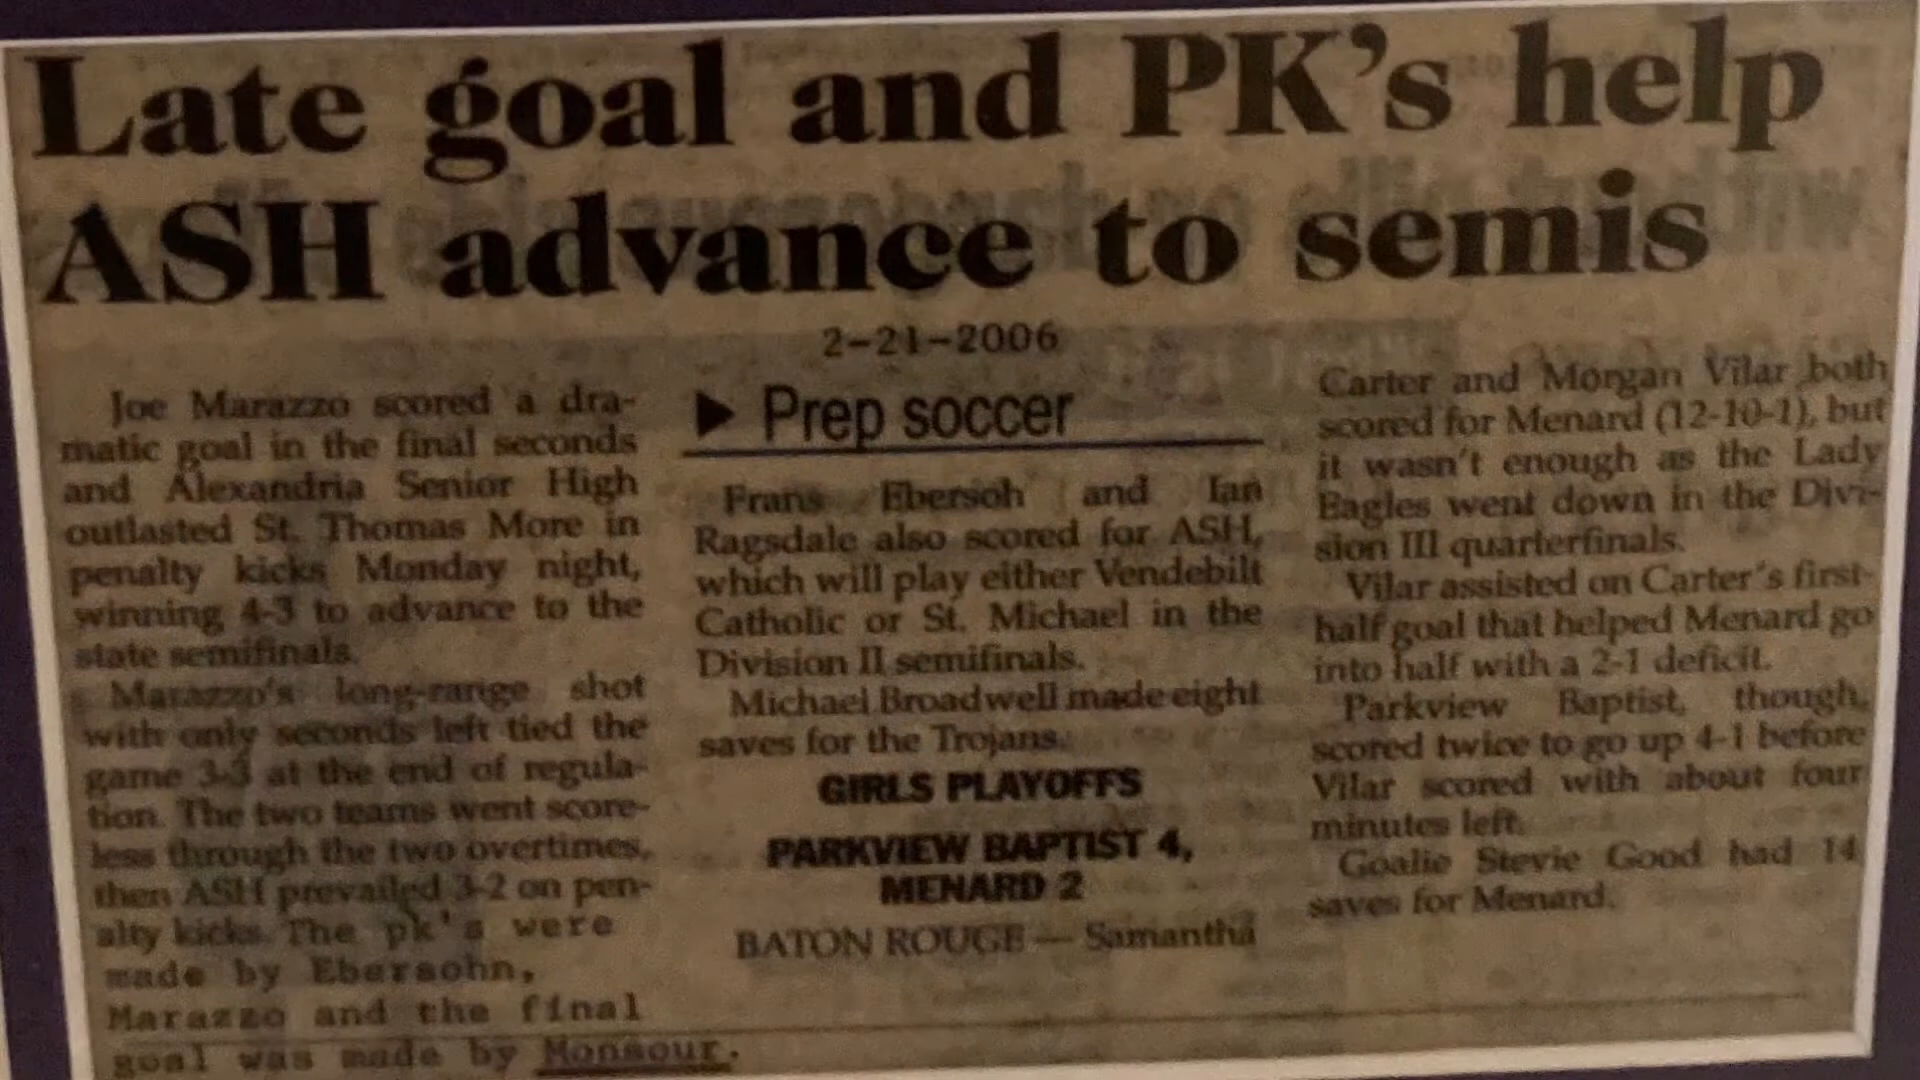 Late goal and PK's help
ASH advance to semis
2-21-2006
Joe Marazzo scored a dra-
matic goal in the final seconds
and Alexandria Senior High
outlasted St. Thomas More in
penalty kicks Monday night,
winning 4-3 to advance to the
state semifinals.
Marazzo's long-range shot
with only seconds left tied the
game 3-3 at the end of regula-
tion. The two teams went score-
less through the two overtimes,
then ASH prevailed 3-2 on pen-
alty kicks. The pk's were
made by Ebersohn,
Marazzo and the final
goal was made by Monsour.
► Prep soccer
Frans Ebersoh and Ian
Ragsdale also scored for ASH,
which will play either Vendebilt
Catholic or St. Michael in the
Division II semifinals.
Michael Broadwell made eight
saves for the Trojans.
GIRLS PLAYOFFS
PARKVIEW BAPTIST 4,
MENARD 2
BATON ROUGE — Samantha
Carter and Morgan Vilar both
scored for Menard (12-10-1), but
it wasn't enough as the Lady
Eagles went down in the Divi-
sion III quarterfinals.
Vilar assisted on Carter's first-
half goal that helped Menard go
into half with a 2-1 deficit.
Parkview Baptist, though,
scored twice to go up 4-1 before
Vilar scored with about four
minutes left.
Goalie Stevie Good had 14
saves for Menard.